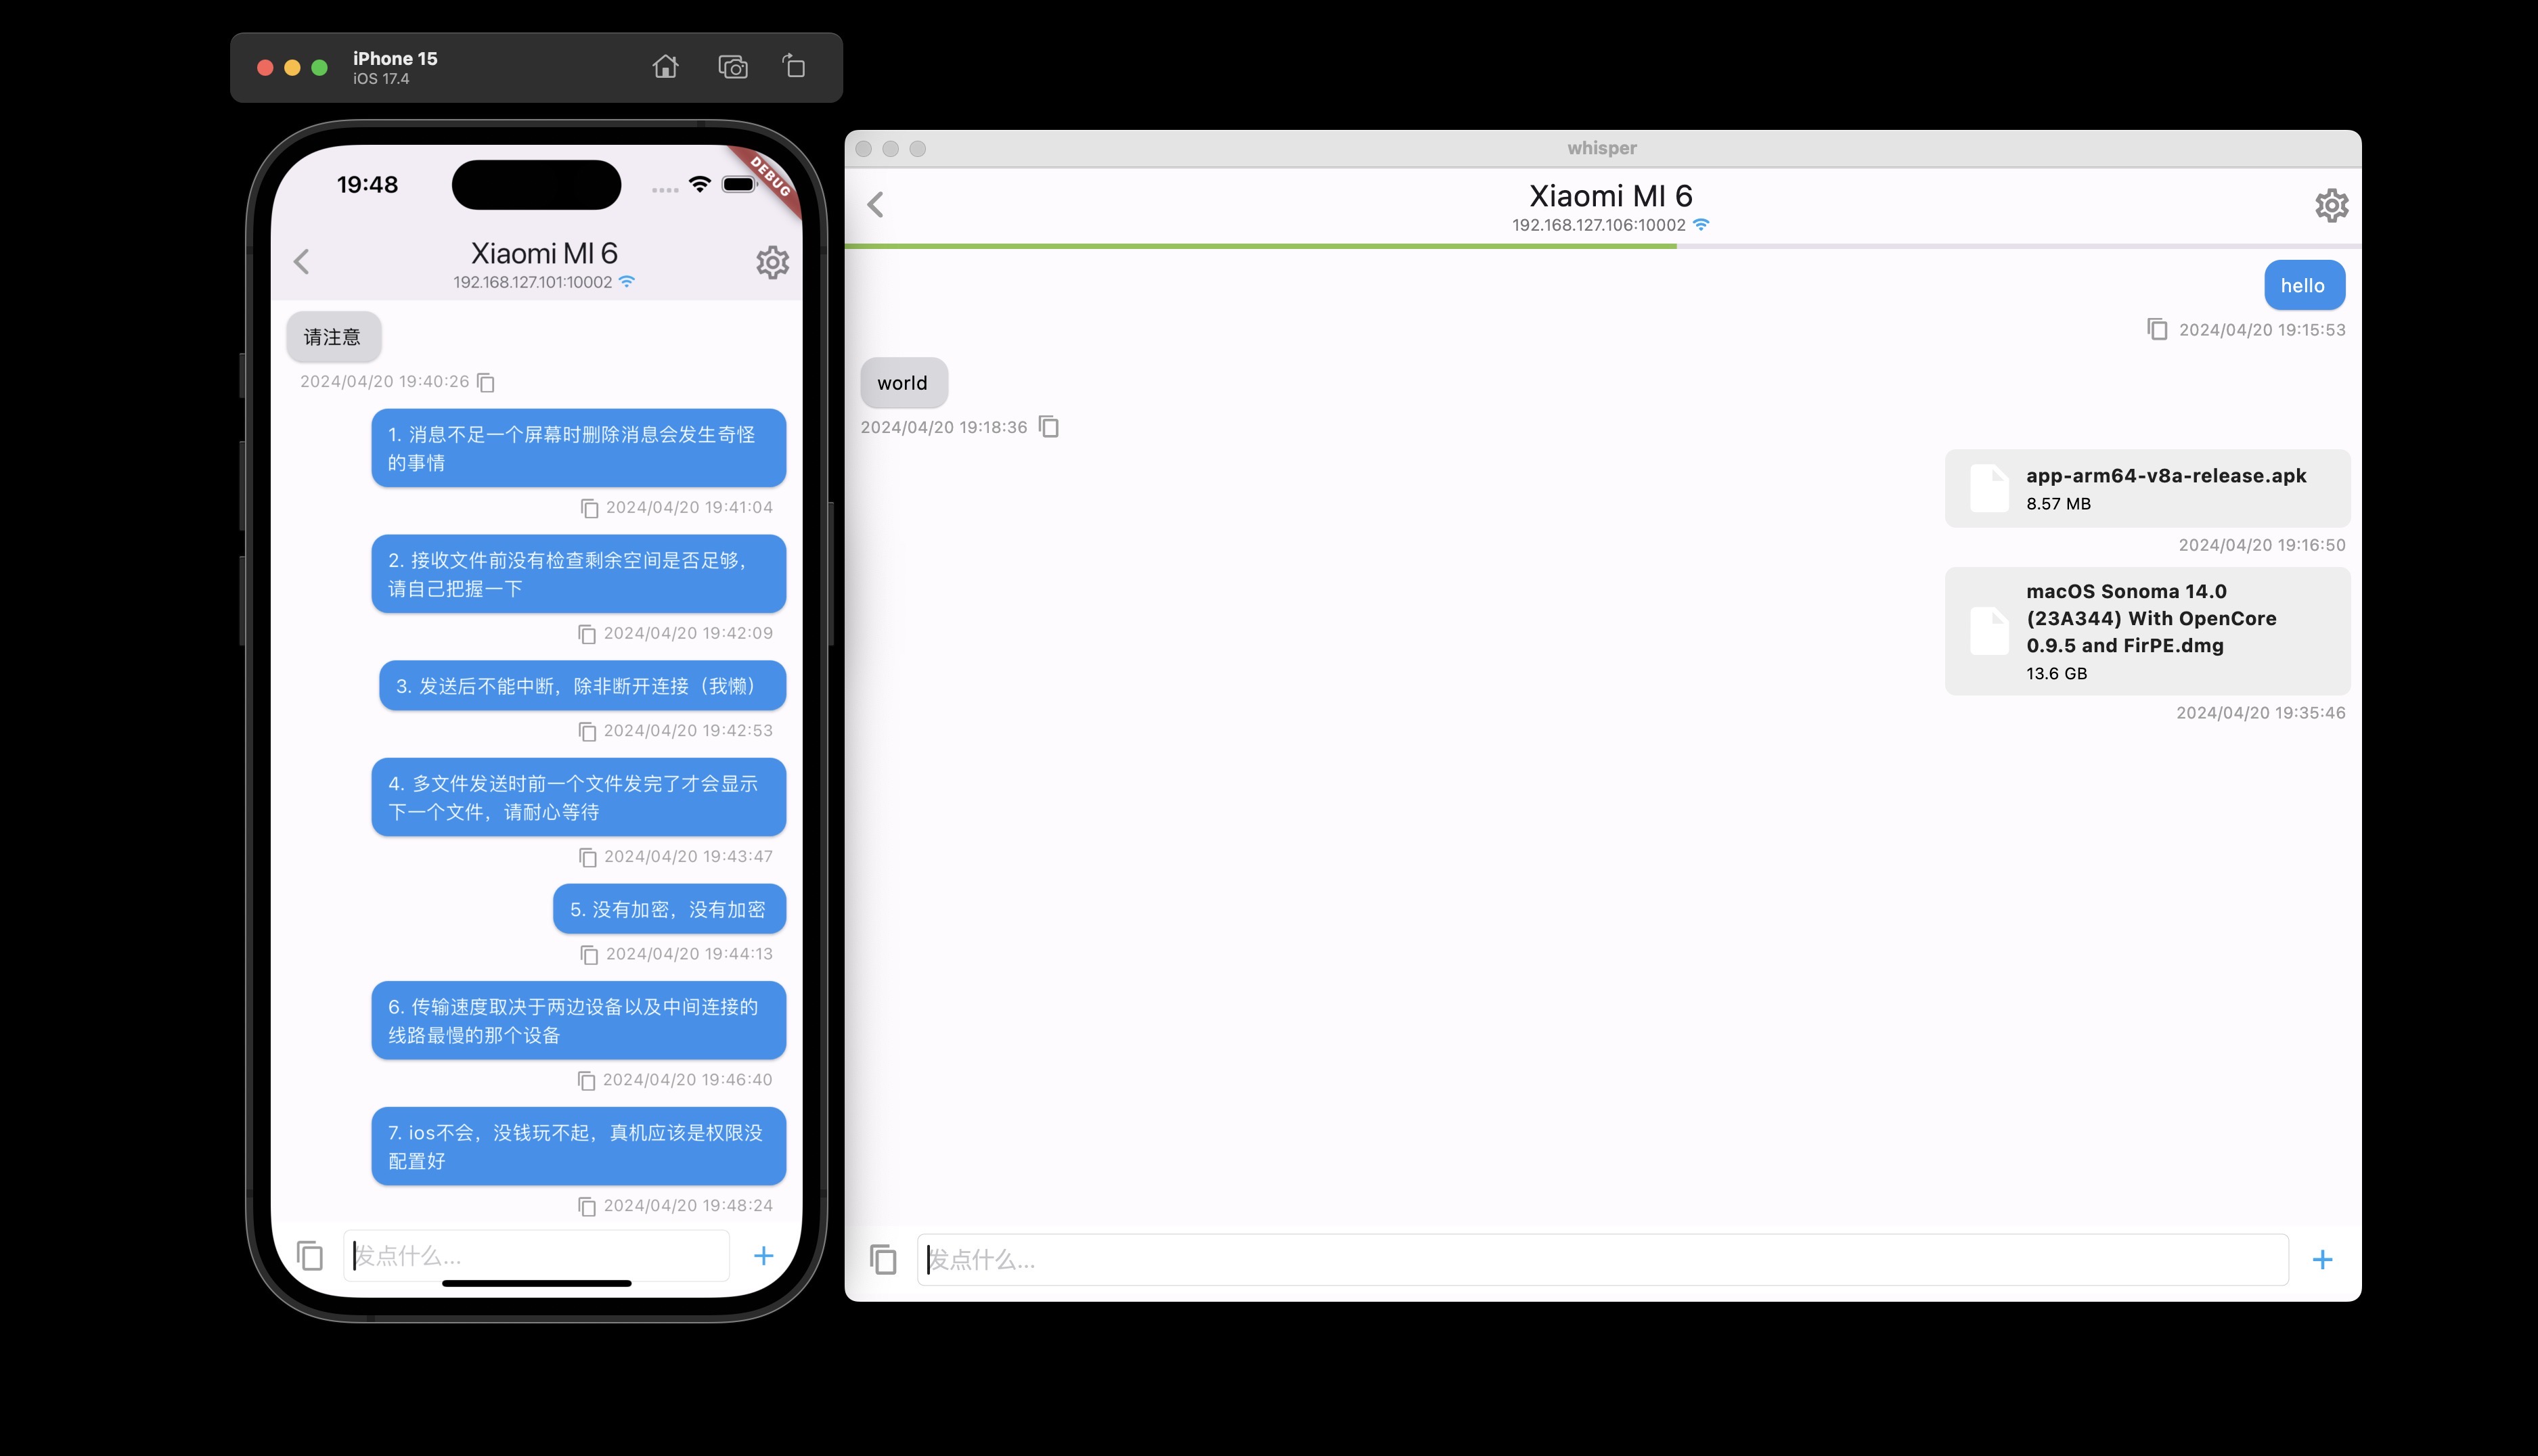 iPhone 15
iOS 17.4
19:48
DEBUG
Xiaomi MI 6
192.168.127.101:10002
请注意
2024/04/20 19:40:26
1. 消息不足一个屏幕时删除消息会发生奇怪
的事情
2024/04/20 19:41:04
2. 接收文件前没有检查剩余空间是否足够，
请自己把握一下
2024/04/20 19:42:09
3. 发送后不能中断，除非断开连接（我懒）
2024/04/20 19:42:53
4. 多文件发送时前一个文件发完了才会显示
下一个文件，请耐心等待
2024/04/20 19:43:47
5. 没有加密，没有加密
2024/04/20 19:44:13
6. 传输速度取决于两边设备以及中间连接的
线路最慢的那个设备
2024/04/20 19:46:40
7. ios不会，没钱玩不起，真机应该是权限没
配置好
2024/04/20 19:48:24
发点什么...
whisper
Xiaomi MI 6
192.168.127.106:10002
hello
2024/04/20 19:15:53
world
2024/04/20 19:18:36
app-arm64-v8a-release.apk
8.57 MB
2024/04/20 19:16:50
macOS Sonoma 14.0
(23A344) With OpenCore
0.9.5 and FirPE.dmg
13.6 GB
2024/04/20 19:35:46
发点什么...